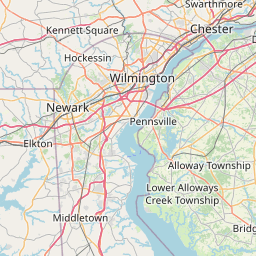 Swarthmore
Kennett Square
Chester
Hockessin
Wilmington
Newark
Pennsville
Elkton
Alloway Township
Lower Alloways
Creek Township
Middletown
Bridg